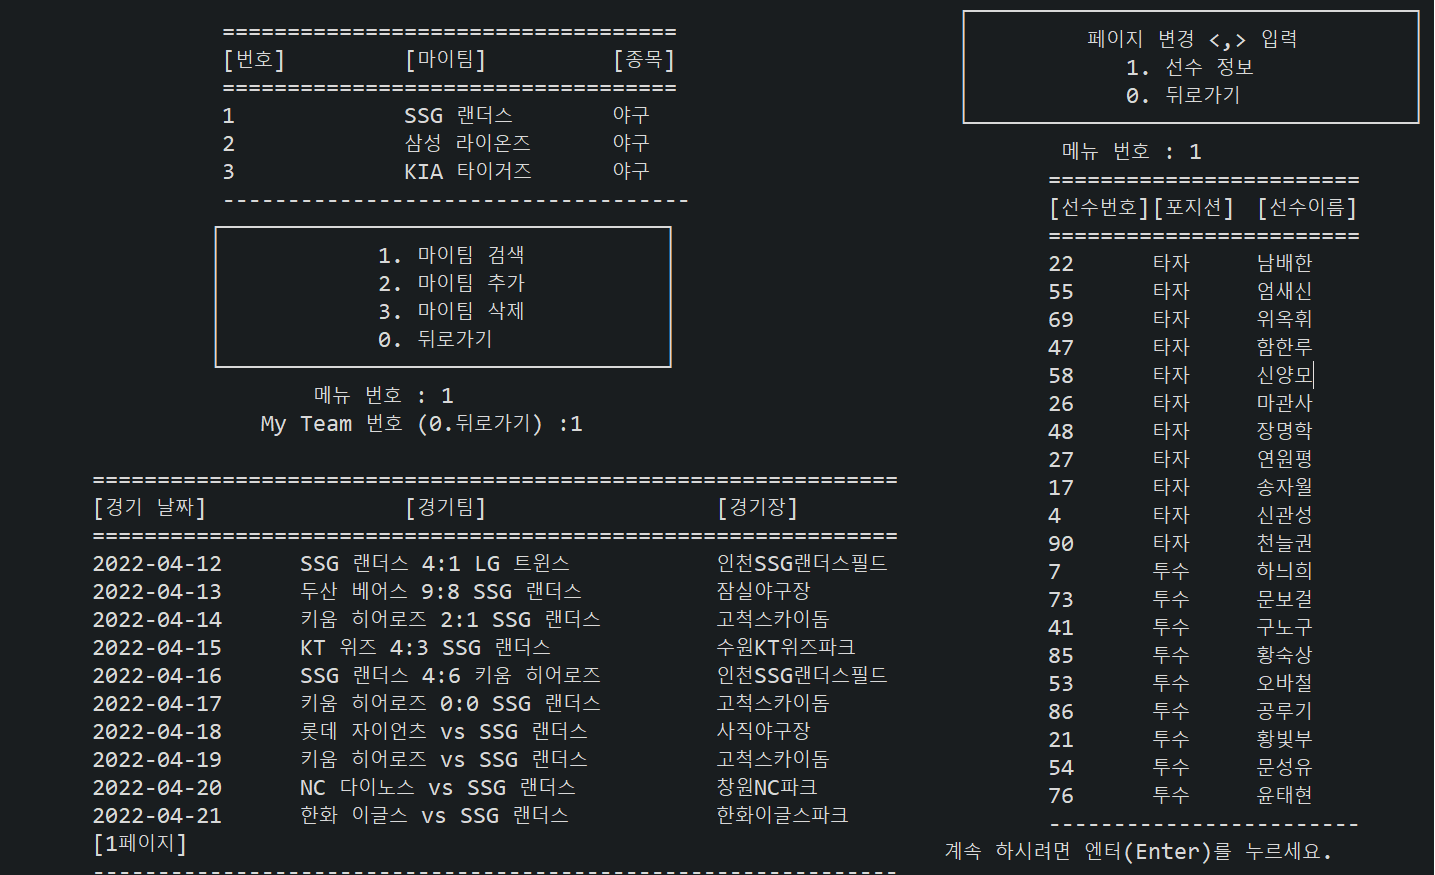 ===================================
[번호] [마이팀] [종목]
===================================
1 SSG 랜더스 야구
2 삼성 라이온즈 야구
3 KIA 타이거즈 야구
------------------------------------
1. 마이팀 검색
2. 마이팀 추가
3. 마이팀 삭제
0. 뒤로가기
메뉴 번호 : 1
My Team 번호 (0.뒤로가기) :1
==============================================================
[경기 날짜] [경기팀] [경기장]
==============================================================
2022-04-12 SSG 랜더스 4:1 LG 트윈스 인천SSG랜더스필드
2022-04-13 두산 베어스 9:8 SSG 랜더스 잠실야구장
2022-04-14 키움 히어로즈 2:1 SSG 랜더스 고척스카이돔
2022-04-15 KT 위즈 4:3 SSG 랜더스 수원KT위즈파크
2022-04-16 SSG 랜더스 4:6 키움 히어로즈 인천SSG랜더스필드
2022-04-17 키움 히어로즈 0:0 SSG 랜더스 고척스카이돔
2022-04-18 롯데 자이언츠 vs SSG 랜더스 사직야구장
2022-04-19 키움 히어로즈 vs SSG 랜더스 고척스카이돔
2022-04-20 NC 다이노스 vs SSG 랜더스 창원NC파크
2022-04-21 한화 이글스 vs SSG 랜더스 한화이글스파크
[1페이지]
--------------------------------------------------------------
페이지 변경 <,> 입력
1. 선수 정보
0. 뒤로가기
메뉴 번호 : 1
========================
[선수번호][포지션] [선수이름]
========================
22 타자 남배한
55 타자 엄새신
69 타자 위옥휘
47 타자 함한루
58 타자 신양모
26 타자 마관사
48 타자 장명학
27 타자 연원평
17 타자 송자월
4 타자 신관성
90 타자 천늘권
7 투수 하늬희
73 투수 문보걸
41 투수 구노구
85 투수 황숙상
53 투수 오바철
86 투수 공루기
21 투수 황빛부
54 투수 문성유
76 투수 윤태현
------------------------
계속 하시려면 엔터(Enter)를 누르세요.